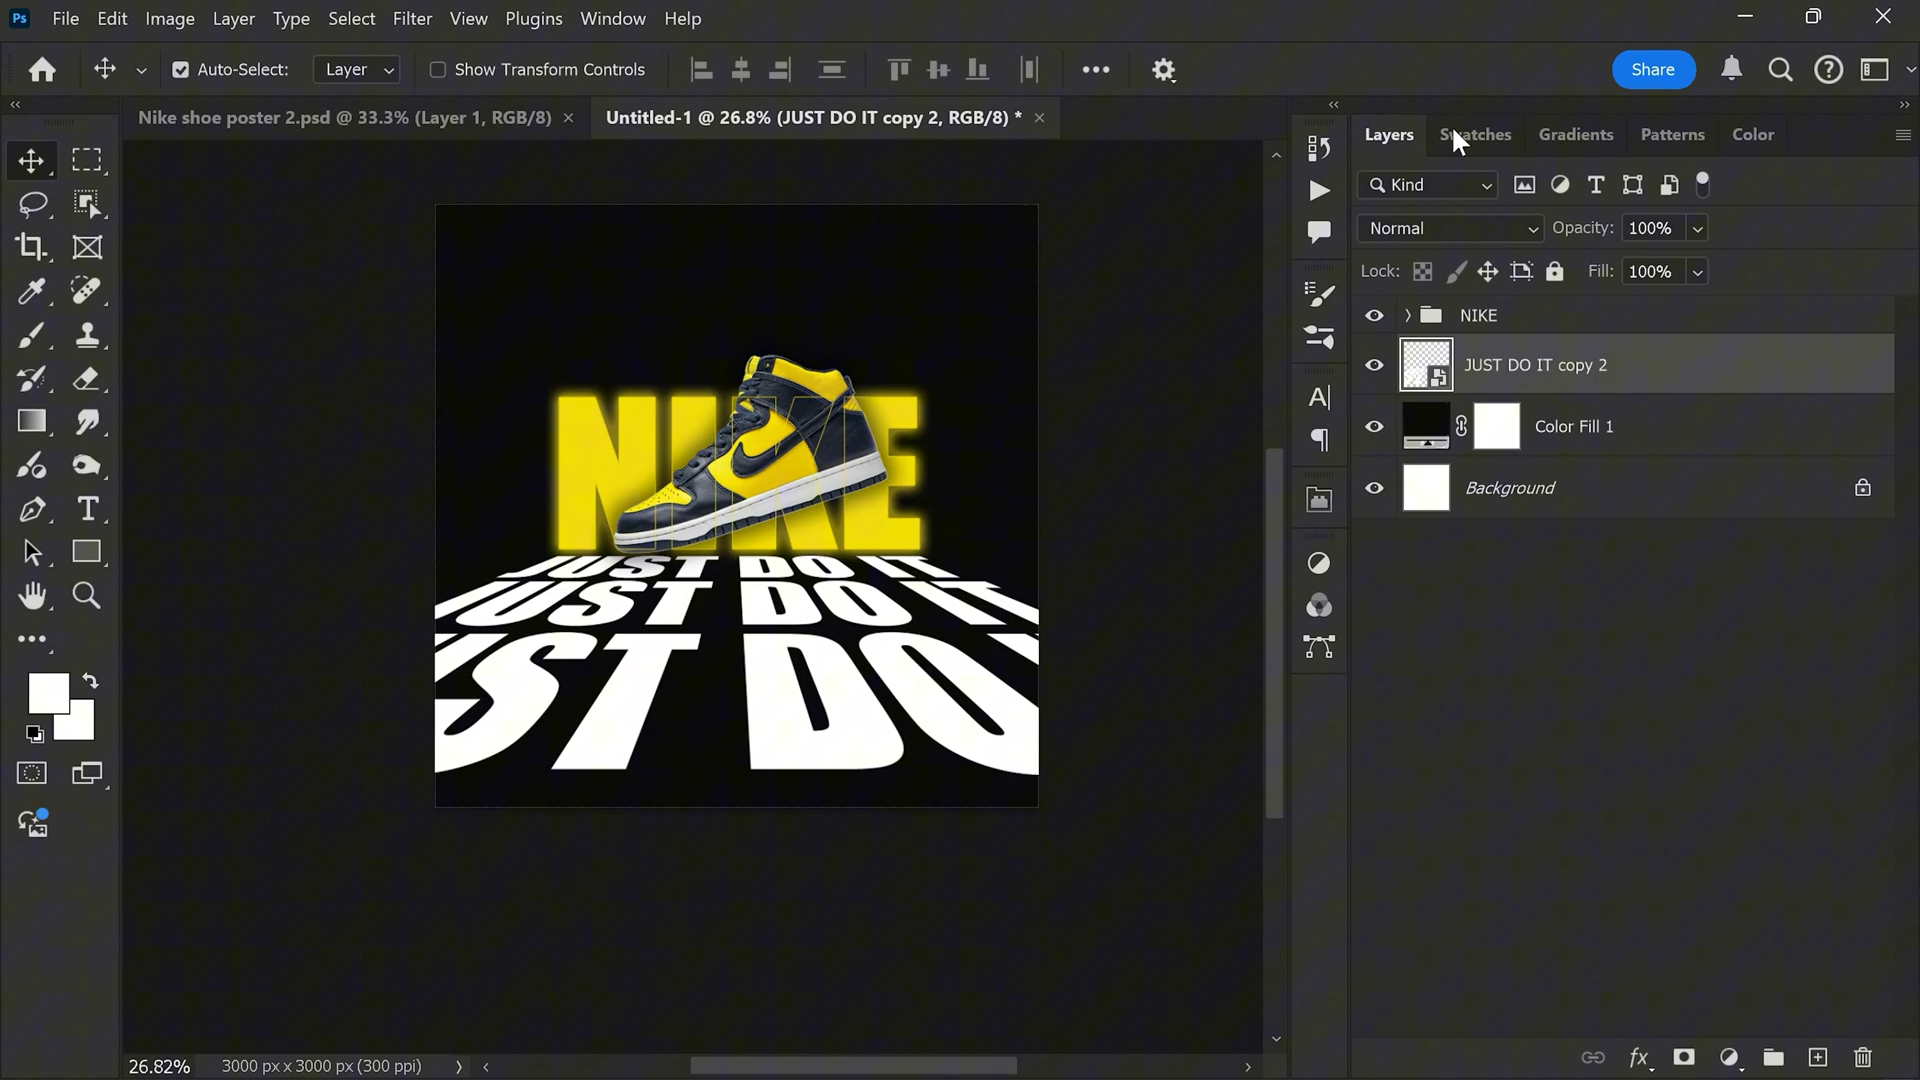 Ps File Edit Image Layer Type Select Filter View Plugins Window Help
Auto-Select: Layer Show Transform Controls Share
Nike shoe poster 2.psd @ 33.3% (Layer 1, RGB/8) Untitled-1 @ 26.8% (JUST DO IT copy 2, RGB/8) *
Layers Swatches Gradients Patterns Color
Kind
Normal Opacity: 100%
Lock: Fill: 100%
NIKE
JUST DO IT copy 2
Color Fill 1
Background
NIKE
JUST DO IT
JUST DO IT
UST DO
fx
26.82% 3000 px x 3000 px (300 ppi)